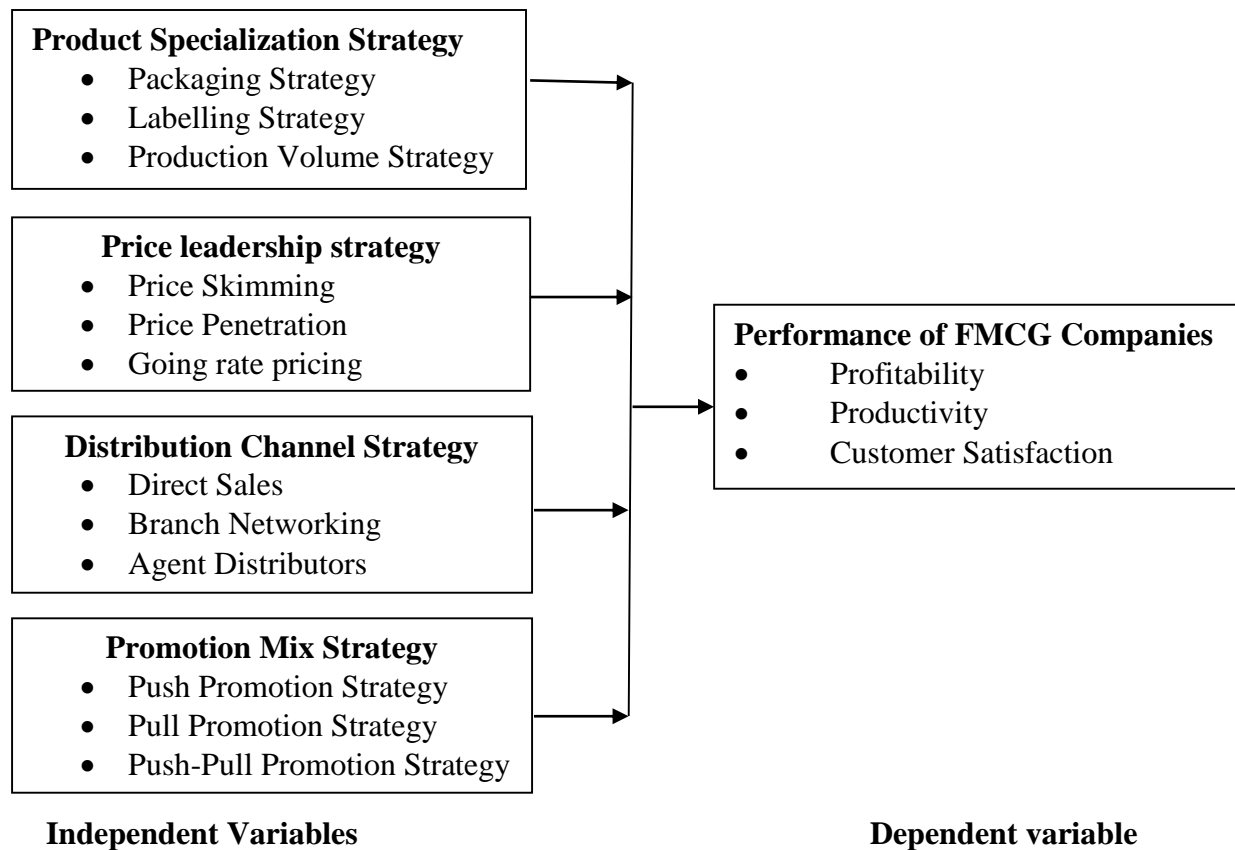 Product Specialization Strategy
• Packaging Strategy
• Labelling Strategy
• Production Volume Strategy
Price leadership strategy
• Price Skimming
• Price Penetration
• Going rate pricing
Distribution Channel Strategy
• Direct Sales
• Branch Networking
• Agent Distributors
Promotion Mix Strategy
• Push Promotion Strategy
• Pull Promotion Strategy
• Push-Pull Promotion Strategy
Performance of FMCG Companies
• Profitability
• Productivity
• Customer Satisfaction
Independent Variables
Dependent variable